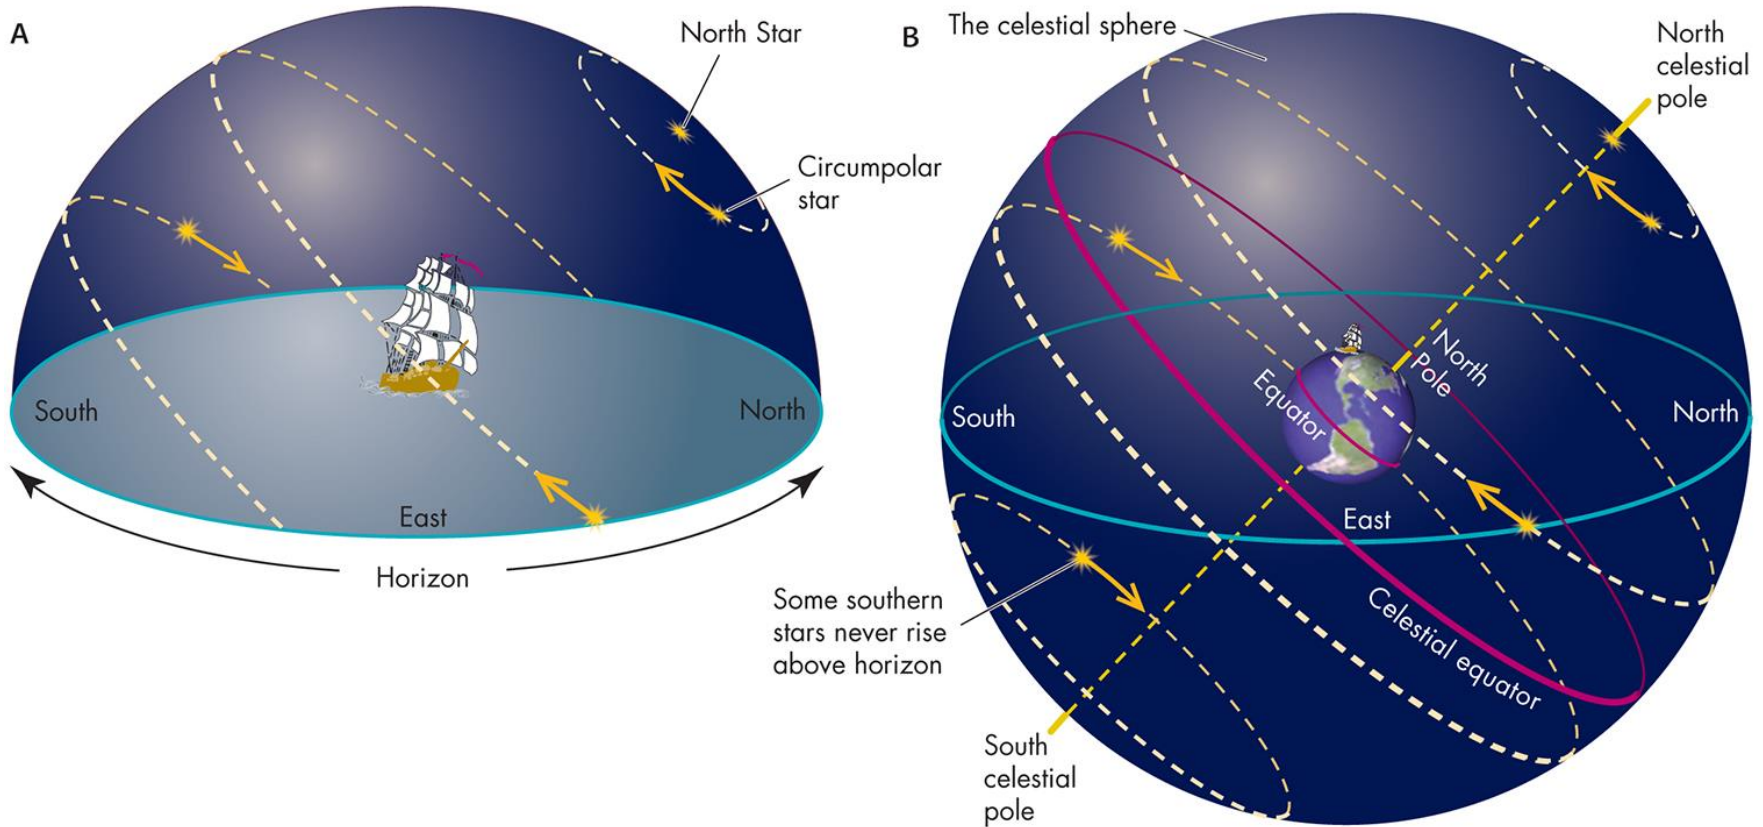 A
North Star
Circumpolar
star
South
North
East
Horizon
B
The celestial sphere
North
celestial
pole
North
Pole
Equator
South
North
East
Celestial equator
Some southern
stars never rise
above horizon
South
celestial
pole